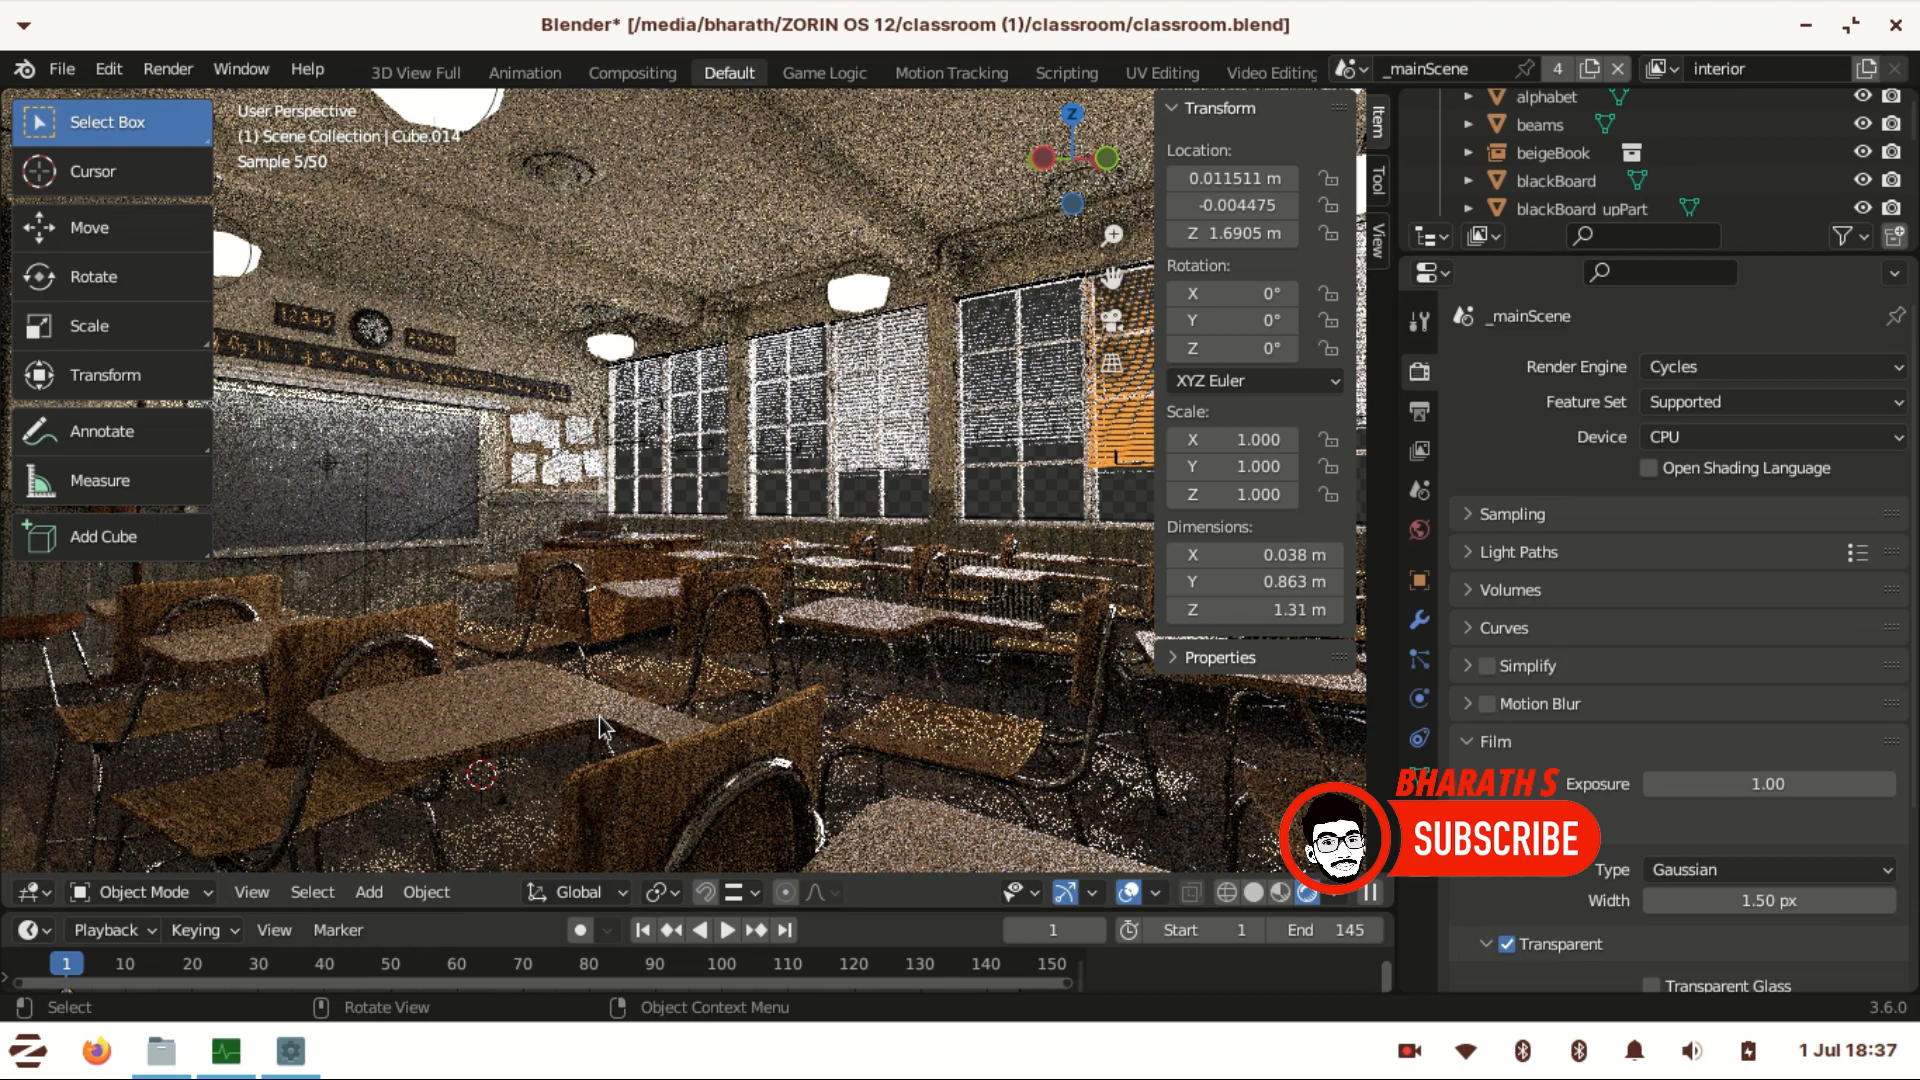 Blender* [/media/bharath/ZORIN OS 12/classroom (1)/classroom/classroom.blend]
File Edit Render Window Help
3D View Full Animation Compositing Default Game Logic Motion Tracking Scripting UV Editing Video Editing
_mainScene 4
interior
Select Box
Cursor
Move
Rotate
Scale
Transform
Annotate
Measure
Add Cube
User Perspective
(1) Scene Collection | Cube.014
Sample 5/50
Z
Transform
Location:
0.011511 m
-0.004475
Z 1.6905 m
Rotation:
X 0°
Y 0°
Z 0°
XYZ Euler
Scale:
X 1.000
Y 1.000
Z 1.000
Dimensions:
X 0.038 m
Y 0.863 m
Z 1.31 m
Properties
Item
Tool
View
alphabet
beams
beigeBook
blackBoard
blackBoard upPart
_mainScene
Render Engine Cycles
Feature Set Supported
Device CPU
Open Shading Language
Sampling
Light Paths
Volumes
Curves
Simplify
Motion Blur
Film
Exposure 1.00
Type Gaussian
Width 1.50 px
Transparent
Transparent Glass
BHARATH S
SUBSCRIBE
Object Mode View Select Add Object Global
Playback Keying View Marker 1 Start 1 End 145
1 10 20 30 40 50 60 70 80 90 100 110 120 130 140 150
Select Rotate View Object Context Menu 3.6.0
1 Jul 18:37